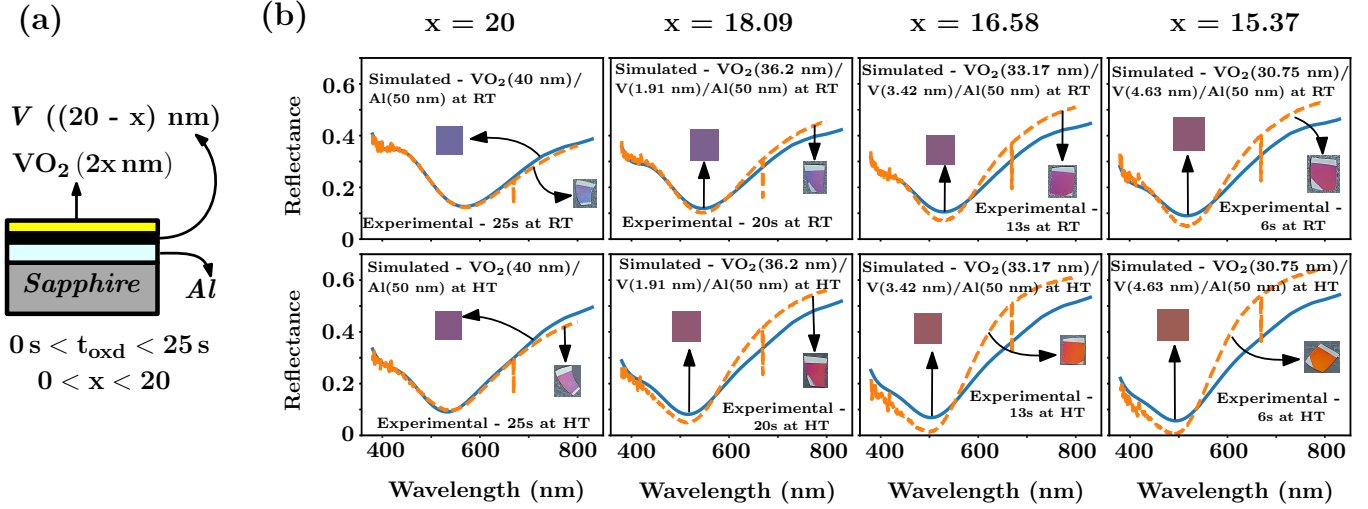 (a)
V ((20 - x) nm)
VO₂ (2x nm)
Sapphire
Al
0 s < t_oxd < 25 s
0 < x < 20
(b)
x = 20
x = 18.09
x = 16.58
x = 15.37
Reflectance
0.6
0.4
0.2
0
Simulated - VO₂(40 nm)/
Al(50 nm) at RT
Experimental - 25s at RT
Simulated - VO₂(36.2 nm)/
V(1.91 nm)/Al(50 nm) at RT
Experimental - 20s at RT
Simulated - VO₂(33.17 nm)/
V(3.42 nm)/Al(50 nm) at RT
Experimental -
13s at RT
Simulated - VO₂(30.75 nm)/
V(4.63 nm)/Al(50 nm) at RT
Experimental -
6s at RT
Reflectance
0.6
0.4
0.2
0
Simulated - VO₂(40 nm)/
Al(50 nm) at HT
Experimental - 25s at HT
Simulated - VO₂(36.2 nm)/
V(1.91 nm)/Al(50 nm) at HT
Experimental -
20s at HT
Simulated - VO₂(33.17 nm)/
V(3.42 nm)/Al(50 nm) at HT
Experimental -
13s at HT
Simulated - VO₂(30.75 nm)/
V(4.63 nm)/Al(50 nm) at HT
Experimental -
6s at HT
400 600 800
400 600 800
400 600 800
400 600 800
Wavelength (nm)
Wavelength (nm)
Wavelength (nm)
Wavelength (nm)